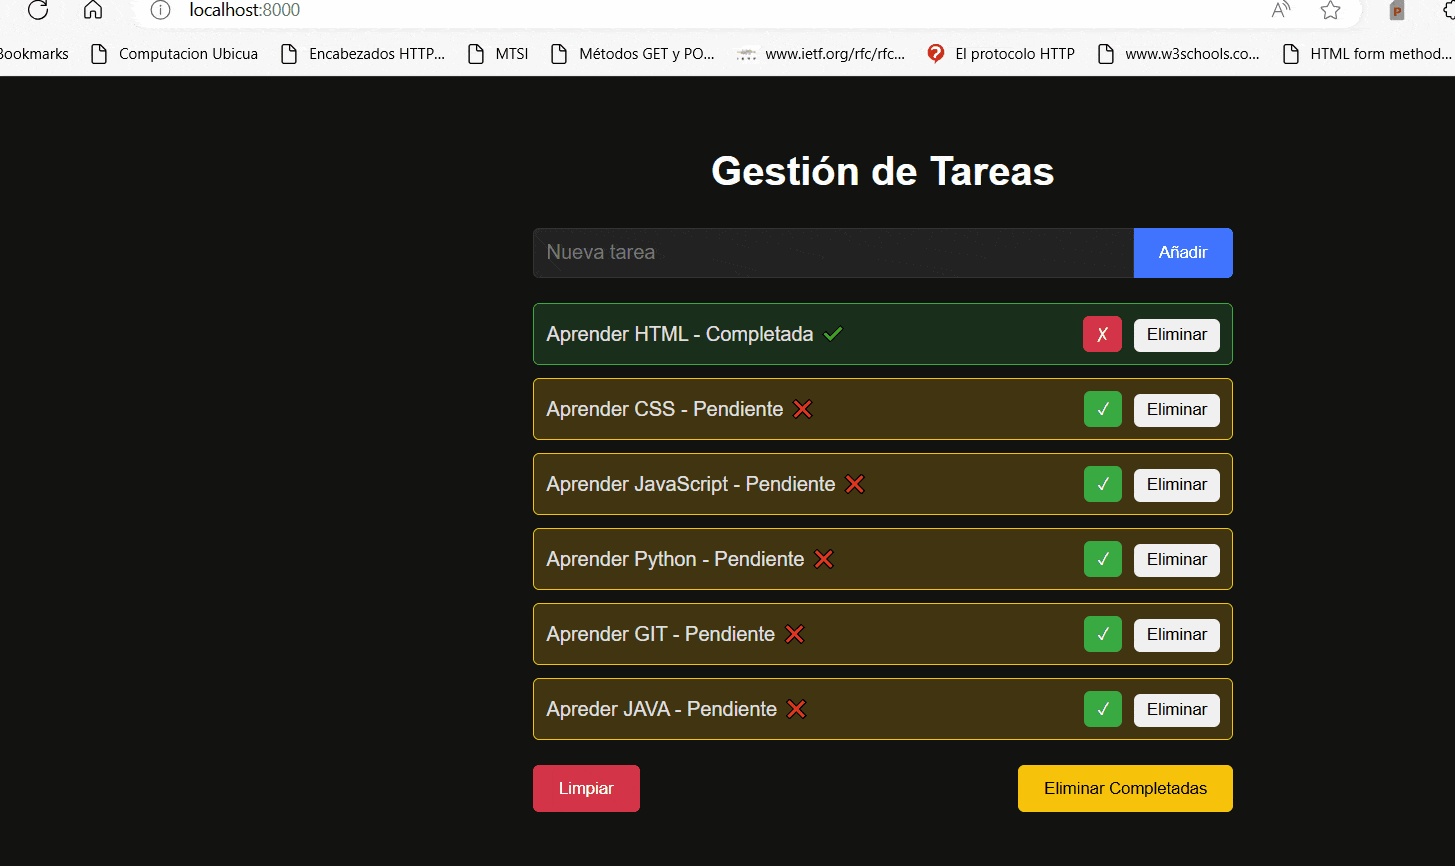 localhost:8000
Bookmarks Computacion Ubicua Encabezados HTTP... MTSI Métodos GET y PO... www.ietf.org/rfc/rfc... El protocolo HTTP www.w3schools.co... HTML form method...
Gestión de Tareas
Nueva tarea Añadir
Aprender HTML - Completada ✔ ✗ Eliminar
Aprender CSS - Pendiente ❌ ✓ Eliminar
Aprender JavaScript - Pendiente ❌ ✓ Eliminar
Aprender Python - Pendiente ❌ ✓ Eliminar
Aprender GIT - Pendiente ❌ ✓ Eliminar
Apreder JAVA - Pendiente ❌ ✓ Eliminar
Limpiar Eliminar Completadas